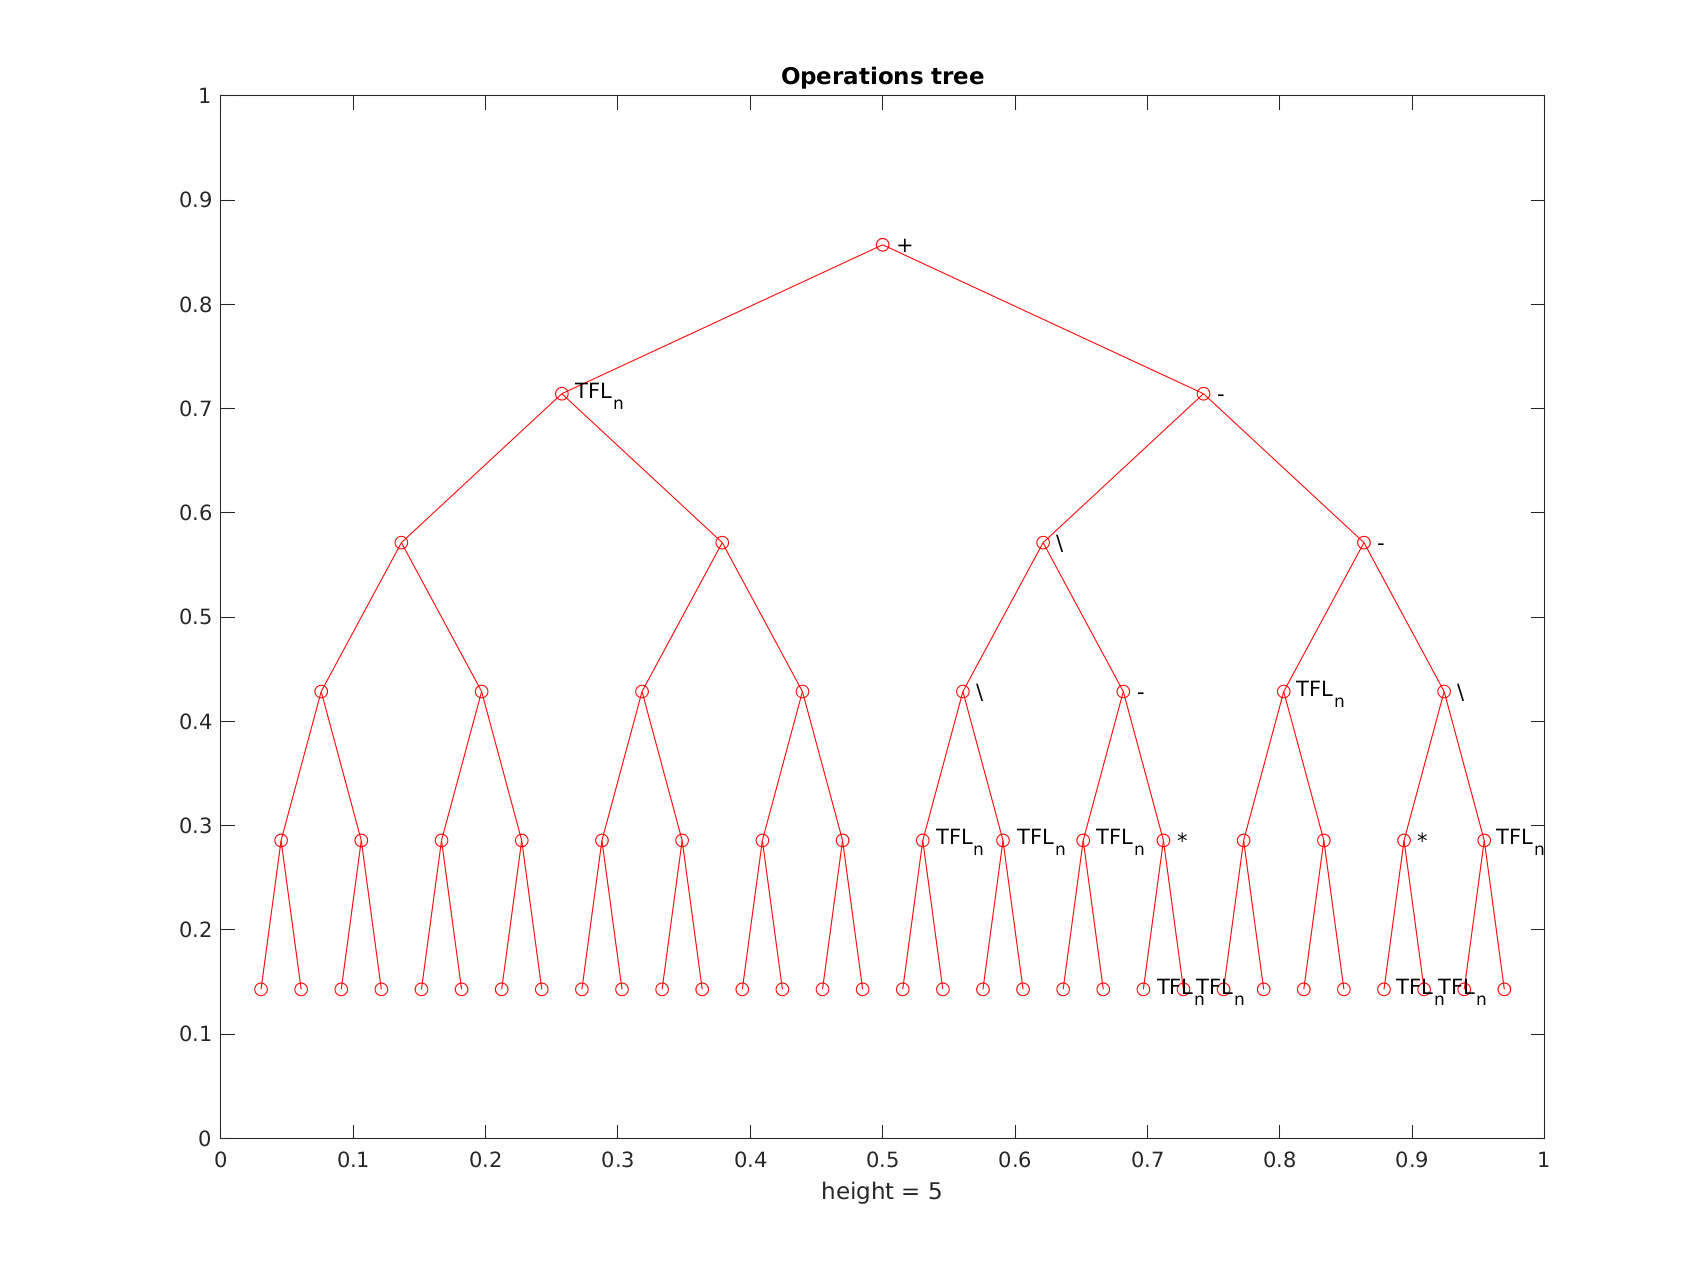 Operations tree
1
0.9
+
0.8
TFLn -
0.7
0.6
\ -
0.5
\ - TFLn \
0.4
0.3
TFLn TFLn TFLn * * TFLn
0.2
TFLn TFLn TFLn TFLn
0.1
0
0 0.1 0.2 0.3 0.4 0.5 0.6 0.7 0.8 0.9 1
height = 5